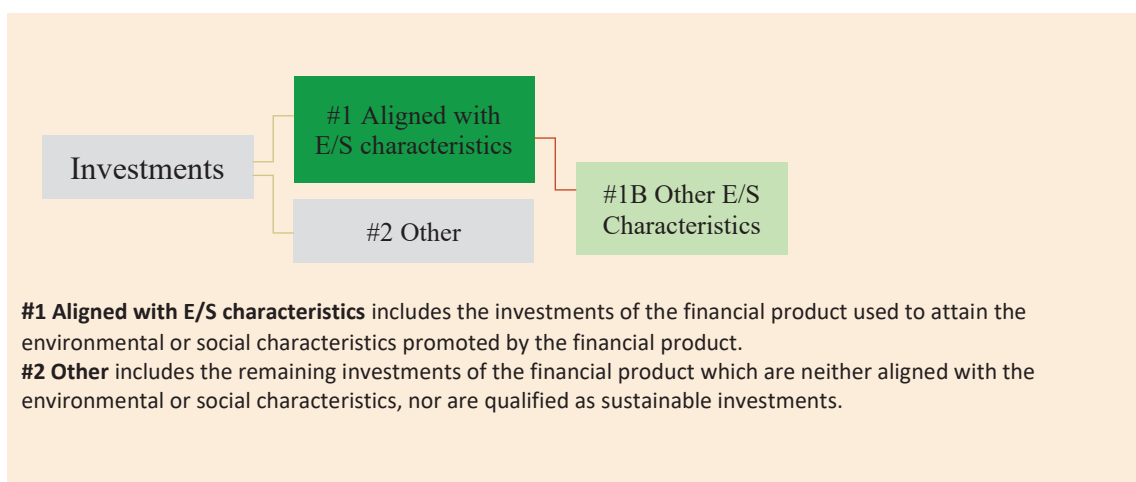 #1 Aligned with
E/S characteristics
Investments
#1B Other E/S
Characteristics
#2 Other
#1 Aligned with E/S characteristics includes the investments of the financial product used to attain the
environmental or social characteristics promoted by the financial product.
#2 Other includes the remaining investments of the financial product which are neither aligned with the
environmental or social characteristics, nor are qualified as sustainable investments.